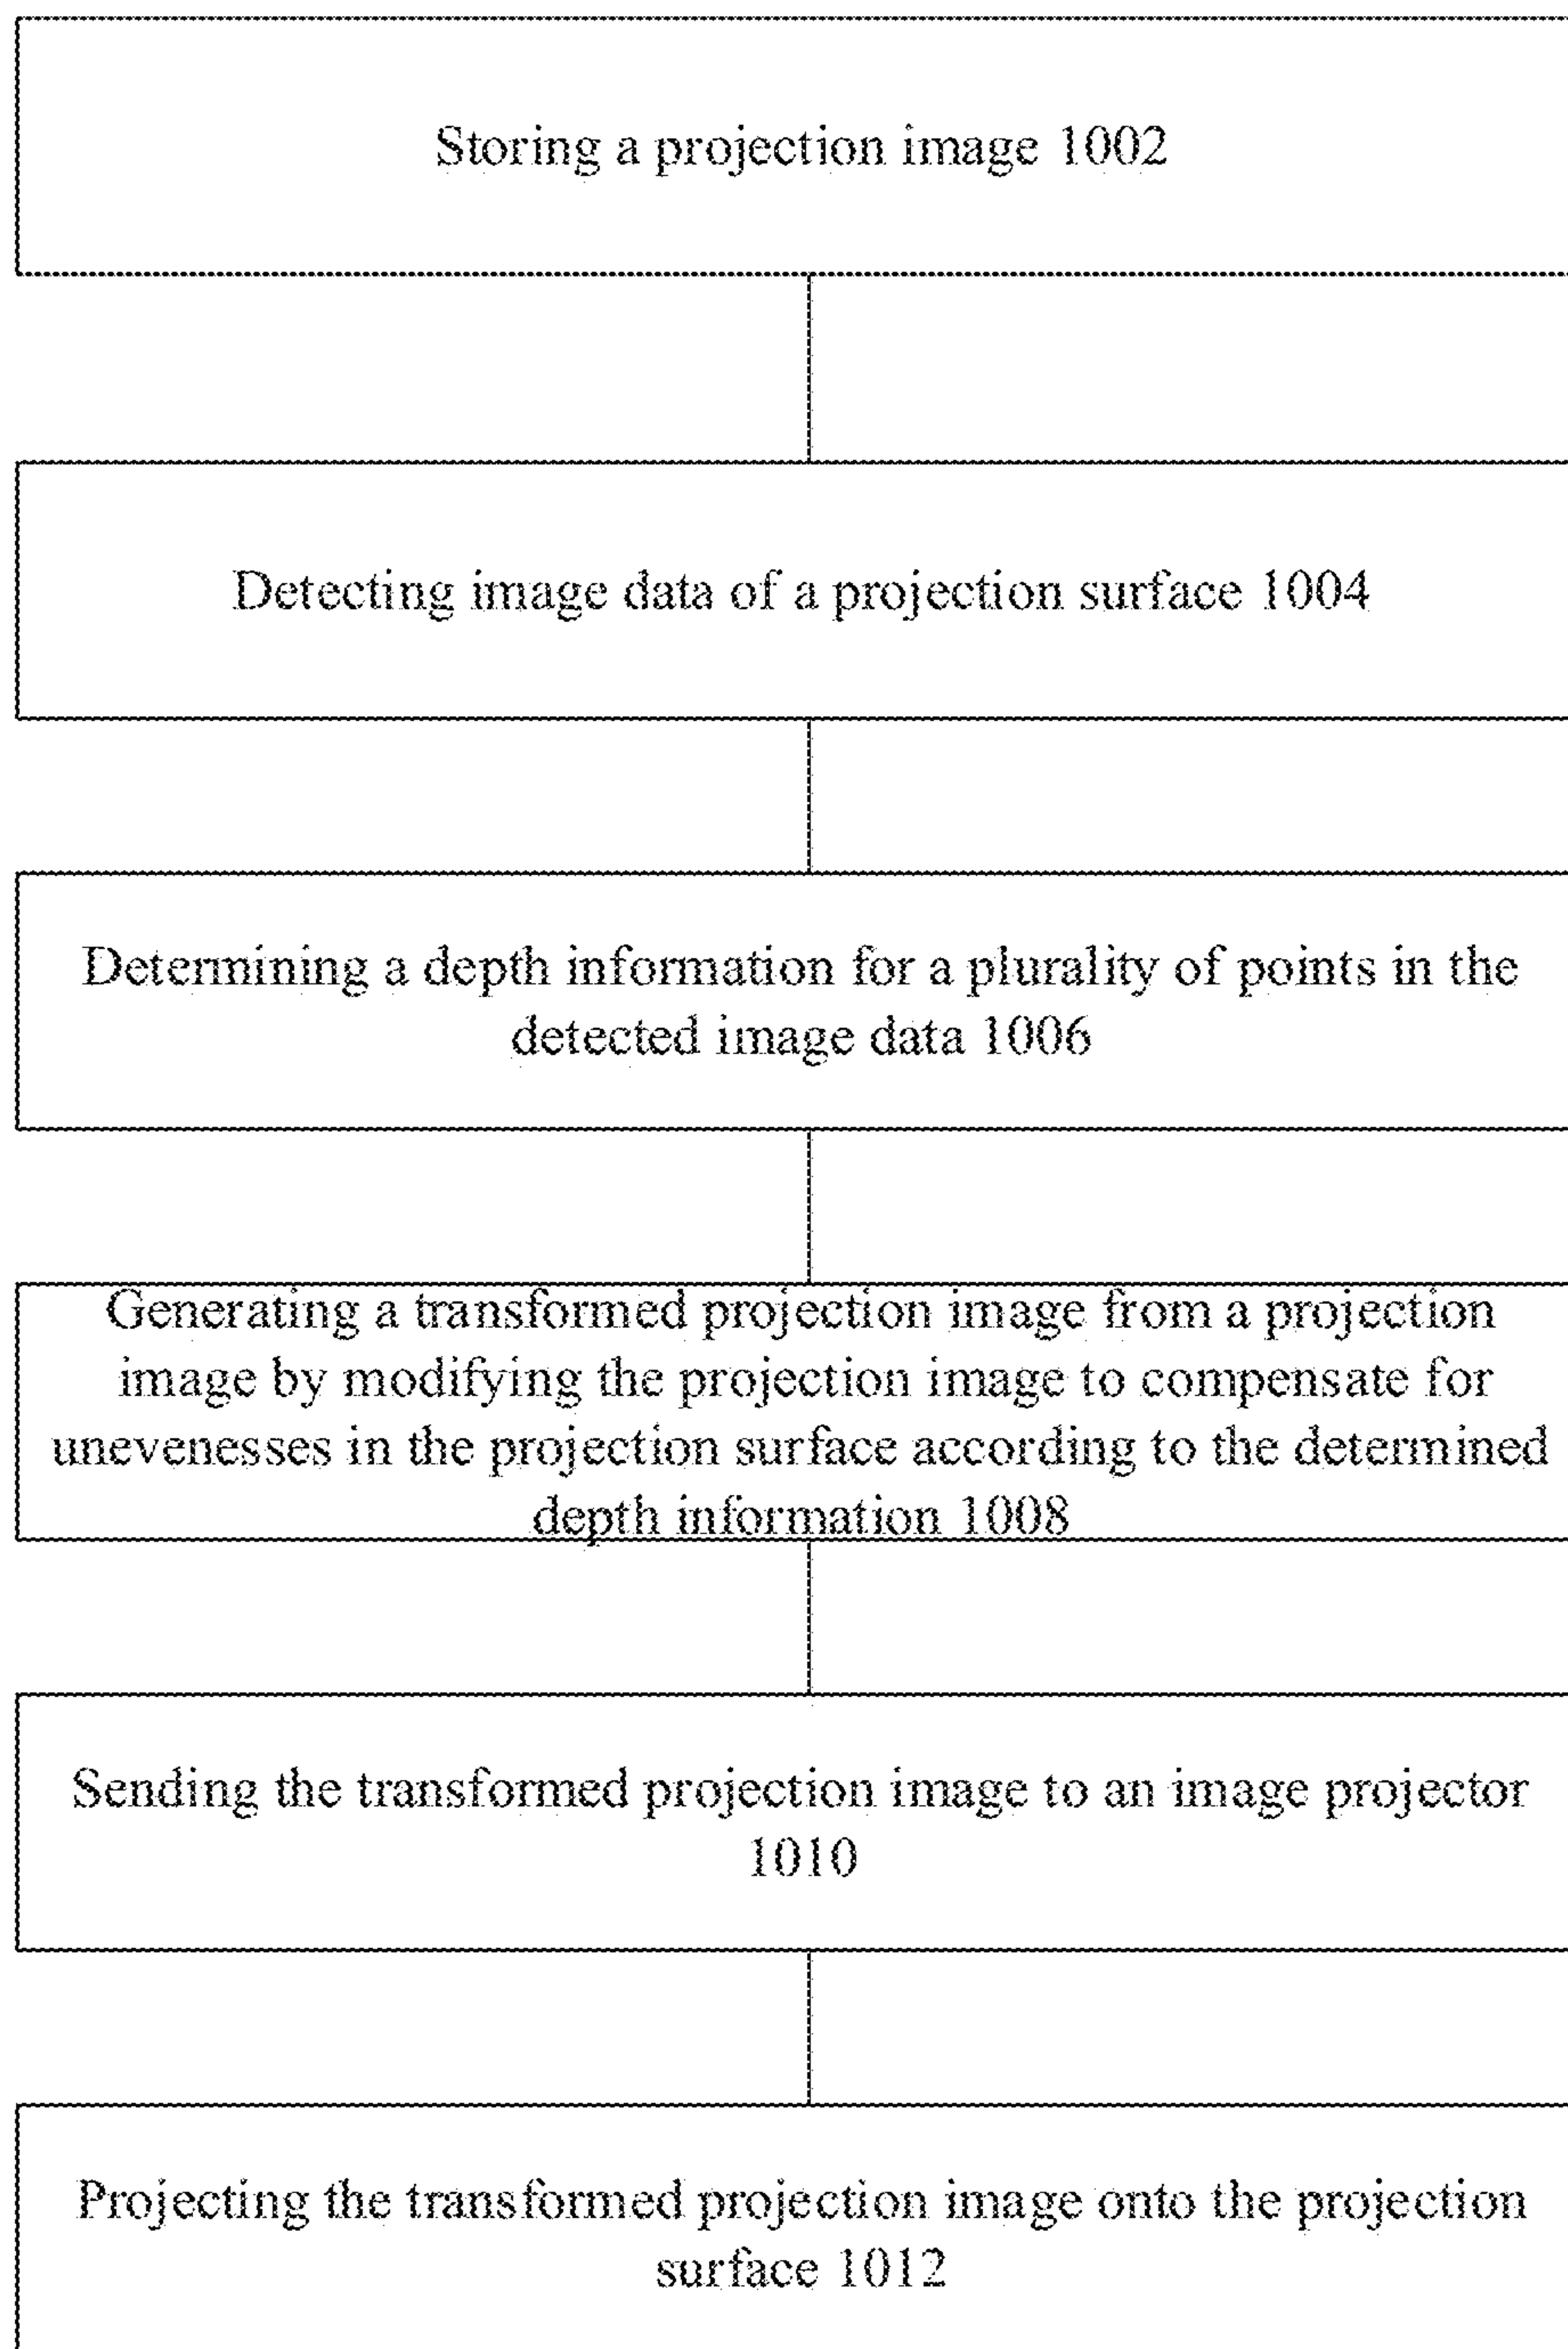 Storing a projection image 1002
Detecting image data of a projection surface 1004
Determining a depth information for a plurality of points in the
detected image data 1006
Generating a transformed projection image from a projection
image by modifying the projection image to compensate for
unevenesses in the projection surface according to the determined
depth information 1008
Sending the transformed projection image to an image projector
1010
Projecting the transformed projection image onto the projection
surface 1012